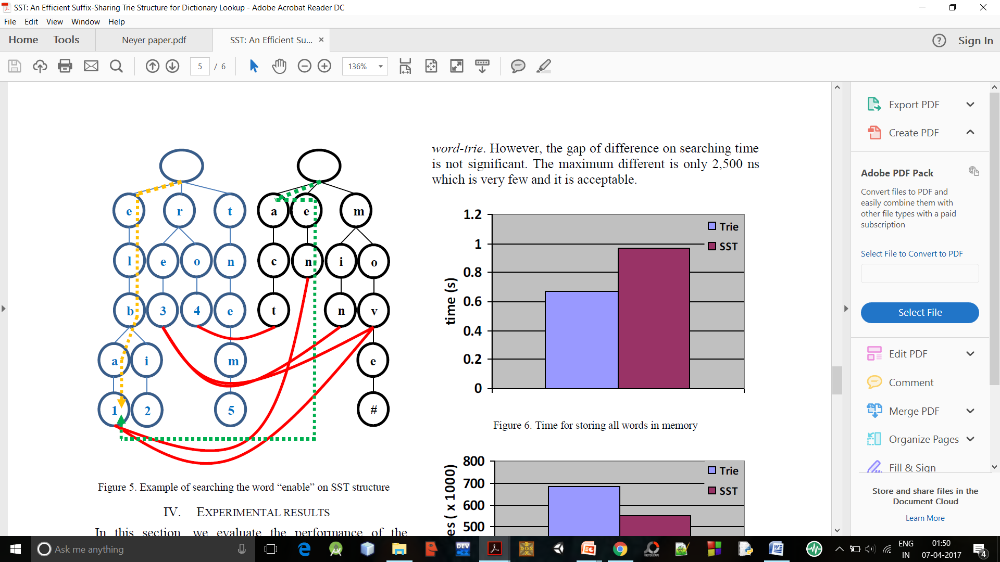 SST: An Efficient Suffix-Sharing Trie Structure for Dictionary Lookup - Adobe Acrobat Reader DC
File Edit View Window Help
Home Tools Neyer paper.pdf SST: An Efficient Su... × Sign In
5 / 6 136%
e r t a e m
l e o n c n i o
b 3 4 e t n v
a i m e
1 2 5 #
Figure 5. Example of searching the word “enable” on SST structure
IV. EXPERIMENTAL RESULTS
In this section, we evaluate the performance of the
word-trie. However, the gap of difference on searching time
is not significant. The maximum different is only 2,500 ns
which is very few and it is acceptable.
1.2
1
0.8
0.6
0.4
0.2
0
time (s)
Trie
SST
Figure 6. Time for storing all words in memory
800
700
600
500
es ( x 1000)
Trie
SST
Export PDF
Create PDF
Adobe PDF Pack
Convert files to PDF and
easily combine them with
other file types with a paid
subscription
Select File to Convert to PDF
Select File
Edit PDF
Comment
Merge PDF
Organize Pages
Fill & Sign
Store and share files in the
Document Cloud
Learn More
Ask me anything
DEV
C++
DOS
PHOTOSCAPE
ENG
IN
01:50
07-04-2017
4